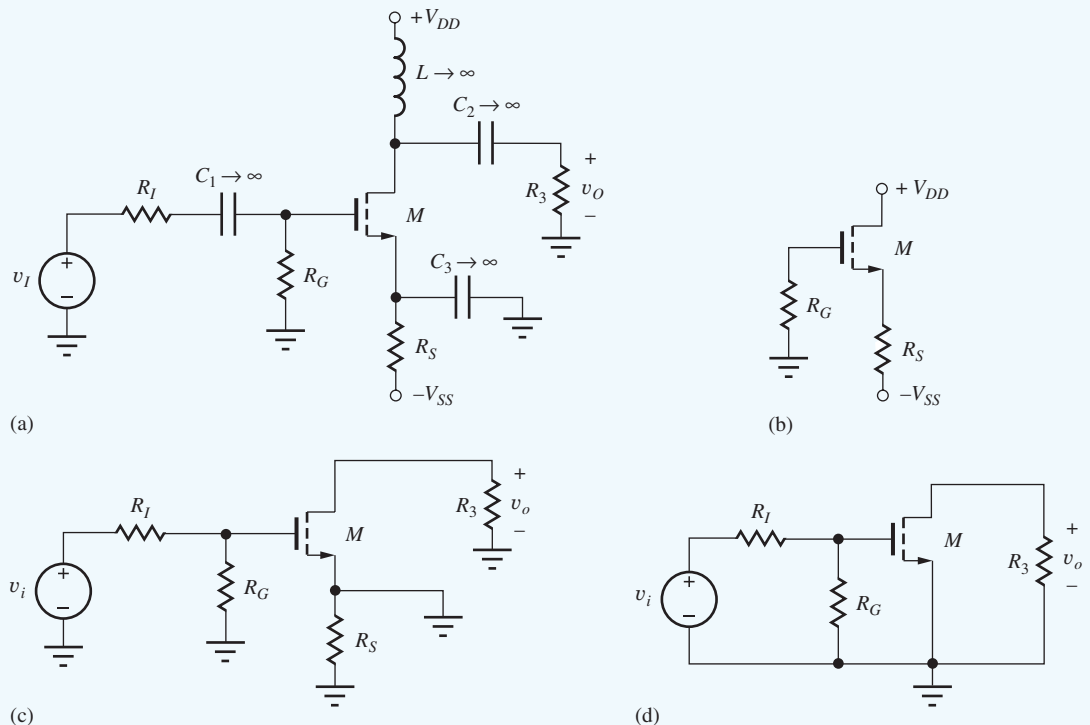 +V_DD
L → ∞
C_2 → ∞
C_1 → ∞
R_I
M
R_3
+
v_O
−
v_I
+
−
R_G
C_3 → ∞
R_S
−V_SS
(a)
+ V_DD
M
R_G
R_S
−V_SS
(b)
R_I
M
R_3
+
v_o
−
v_i
+
−
R_G
R_S
(c)
R_I
M
R_3
+
v_o
−
v_i
+
−
R_G
(d)